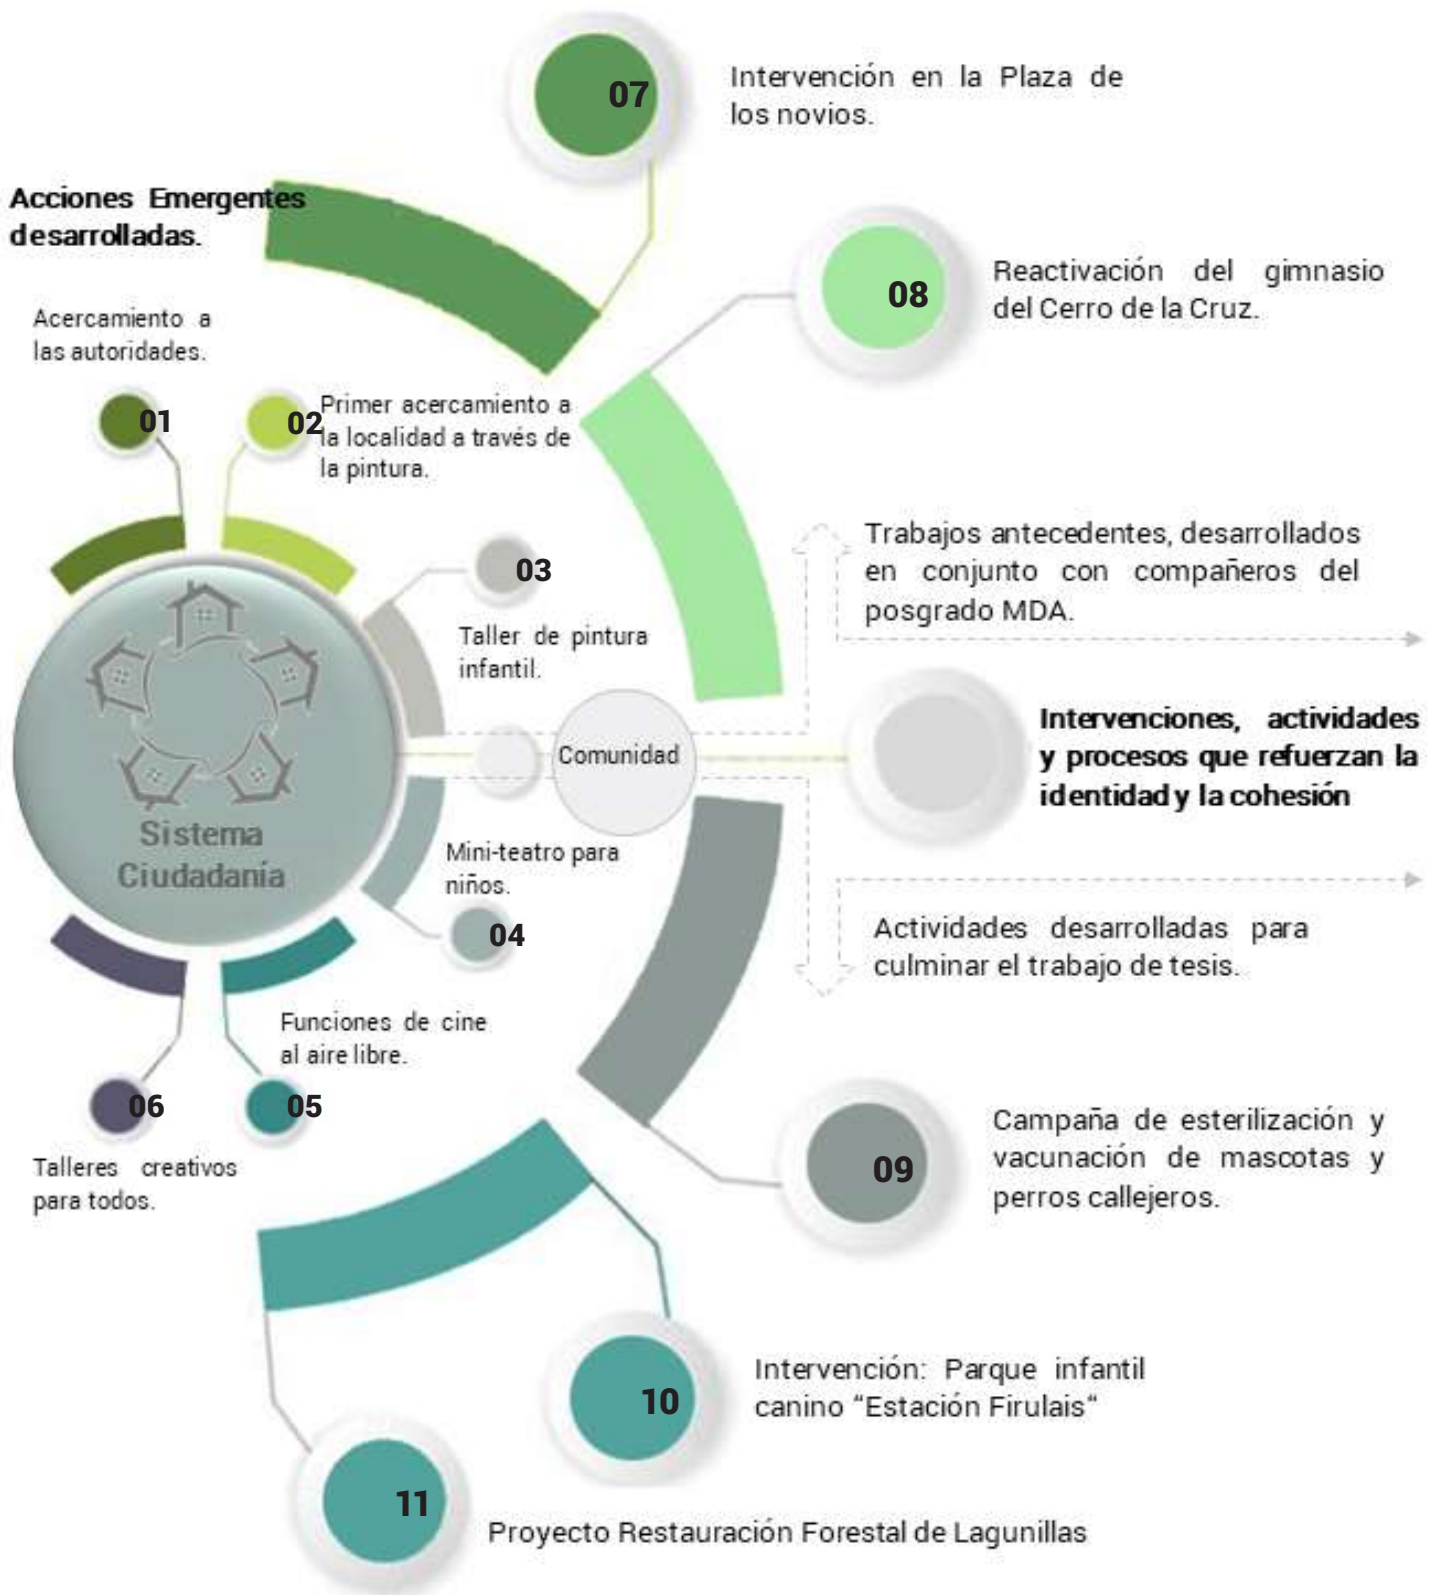 07
Intervención en la Plaza de
los novios.
Acciones Emergentes
desarrolladas.
08
Reactivación del gimnasio
del Cerro de la Cruz.
Acercamiento a
las autoridades.
01
02
Primer acercamiento a
la localidad a través de
la pintura.
03
Taller de pintura
infantil.
Trabajos antecedentes, desarrollados
en conjunto con compañeros del
posgrado MDA.
Comunidad
Intervenciones, actividades
y procesos que refuerzan la
identidad y la cohesión
Sistema
Ciudadanía
Mini-teatro para
niños.
04
Actividades desarrolladas para
culminar el trabajo de tesis.
Funciones de cine
al aire libre.
06
05
Talleres creativos
para todos.
09
Campaña de esterilización y
vacunación de mascotas y
perros callejeros.
10
Intervención: Parque infantil
canino “Estación Firulais“
11
Proyecto Restauración Forestal de Lagunillas